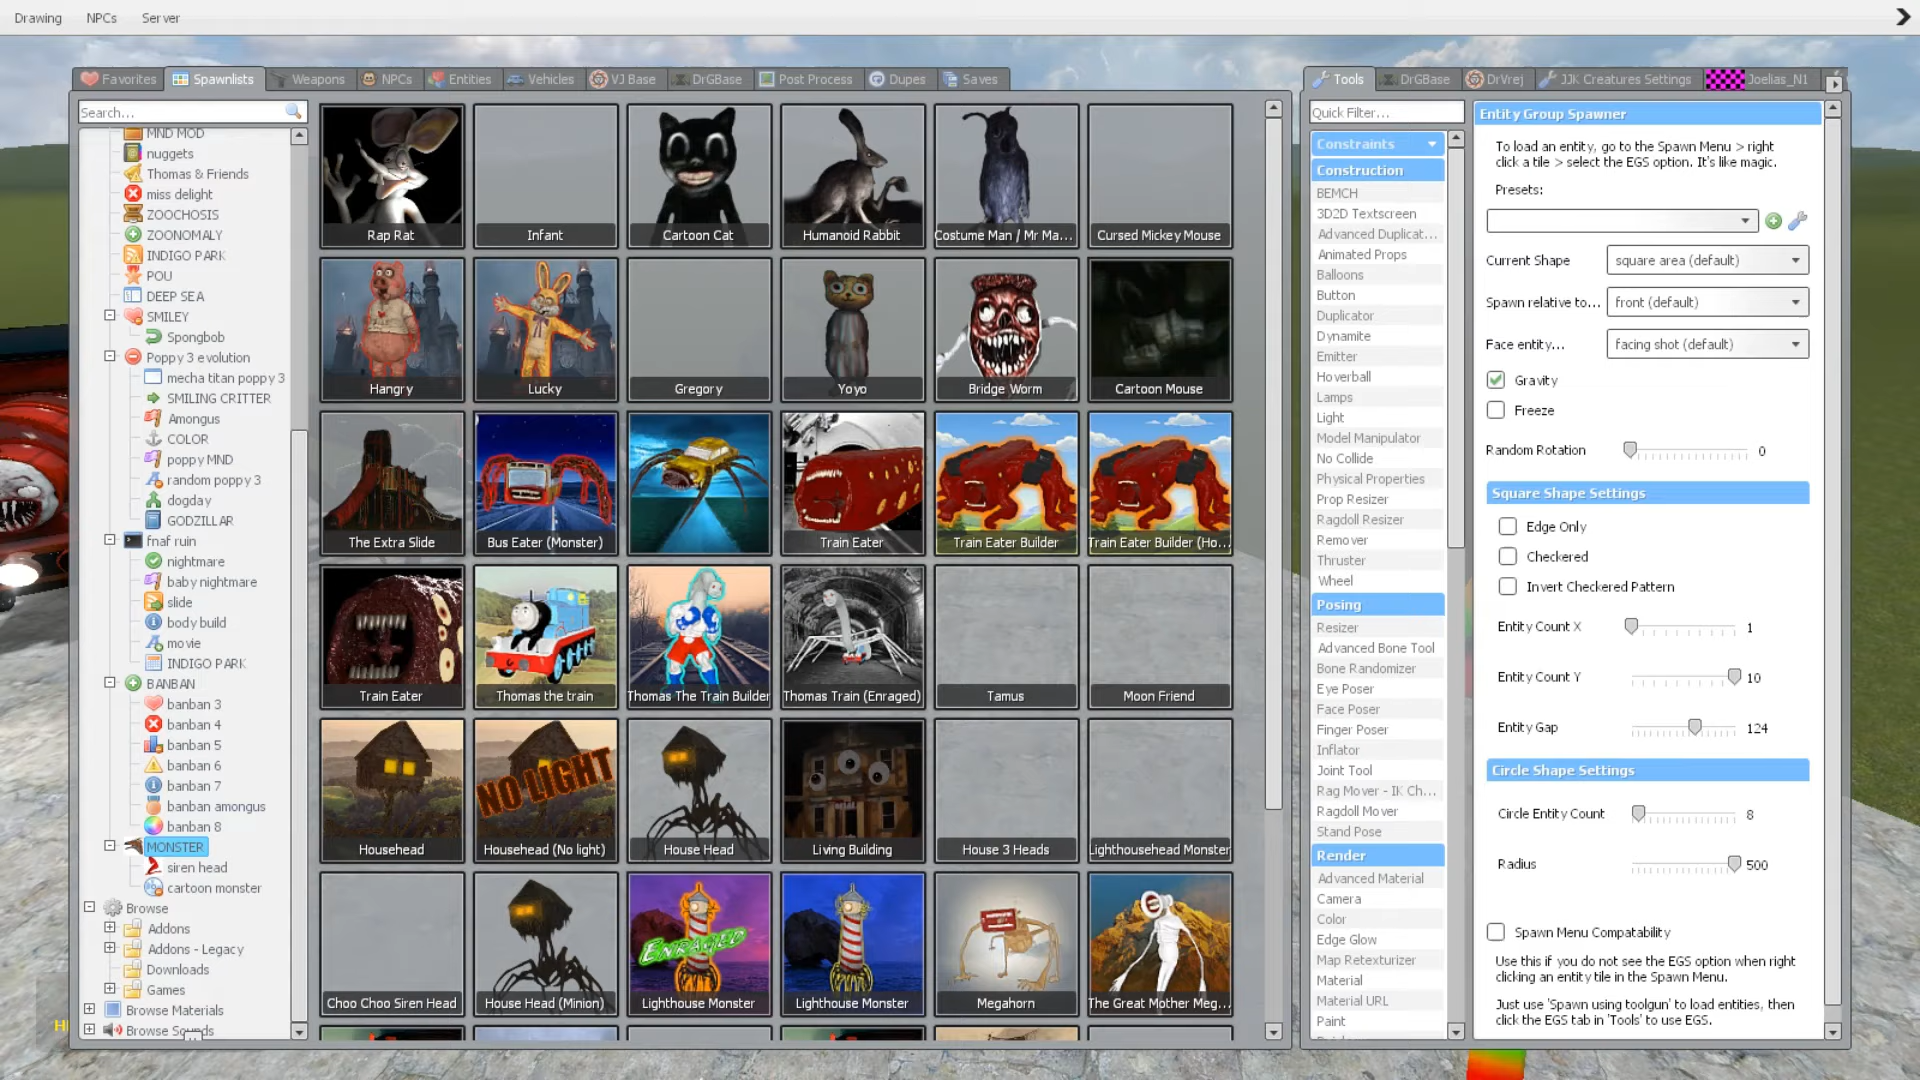 Drawing NPCs Server
Favorites Spawnlists Weapons NPCs Entities Vehicles VJ Base DrGBase Post Process Dupes Saves
Search...
MND MOD
nuggets
Thomas & Friends
miss delight
ZOOCHOSIS
ZOONOMALY
INDIGO PARK
POU
DEEP SEA
SMILEY
Spongbob
Poppy 3 evolution
mecha titan poppy 3
SMILING CRITTER
Amongus
COLOR
poppy MND
random poppy 3
dogday
GODZILLAR
fnaf ruin
nightmare
baby nightmare
slide
body build
movie
INDIGO PARK
BANBAN
banban 3
banban 4
banban 5
banban 6
banban 7
banban amongus
banban 8
MONSTER
siren head
cartoon monster
Browse
Addons
Addons - Legacy
Downloads
Games
Browse Materials
Browse Sounds
Rap Rat Infant Cartoon Cat Humanoid Rabbit Costume Man / Mr Ma... Cursed Mickey Mouse
Hangry Lucky Gregory Yoyo Bridge Worm Cartoon Mouse
The Extra Slide Bus Eater (Monster) Train Eater Train Eater Builder Train Eater Builder (Ho...
Train Eater Thomas the train Thomas The Train Builder Thomas Train (Enraged) Tamus Moon Friend
NO LIGHT
Househead Househead (No light) House Head Living Building House 3 Heads Lighthousehead Monster
ENRAGED
Choo Choo Siren Head House Head (Minion) Lighthouse Monster Lighthouse Monster Megahorn The Great Mother Meg...
Tools DrGBase DrVrej JJK Creatures Settings Joelias_N1
Quick Filter...
Constraints
Construction
BEMCH
3D2D Textscreen
Advanced Duplicat...
Animated Props
Balloons
Button
Duplicator
Dynamite
Emitter
Hoverball
Lamps
Light
Model Manipulator
No Collide
Physical Properties
Prop Resizer
Ragdoll Resizer
Remover
Thruster
Wheel
Posing
Resizer
Advanced Bone Tool
Bone Randomizer
Eye Poser
Face Poser
Finger Poser
Inflator
Joint Tool
Rag Mover - IK Ch...
Ragdoll Mover
Stand Pose
Render
Advanced Material
Camera
Color
Edge Glow
Map Retexturizer
Material
Material URL
Paint
Entity Group Spawner
To load an entity, go to the Spawn Menu > right
click a tile > select the EGS option. It's like magic.
Presets:
Current Shape square area (default)
Spawn relative to... front (default)
Face entity... facing shot (default)
Gravity
Freeze
Random Rotation 0
Square Shape Settings
Edge Only
Checkered
Invert Checkered Pattern
Entity Count X 1
Entity Count Y 10
Entity Gap 124
Circle Shape Settings
Circle Entity Count 8
Radius 500
Spawn Menu Compatability
Use this if you do not see the EGS option when right
clicking an entity tile in the Spawn Menu.
Just use 'Spawn using toolgun' to load entities, then
click the EGS tab in 'Tools' to use EGS.